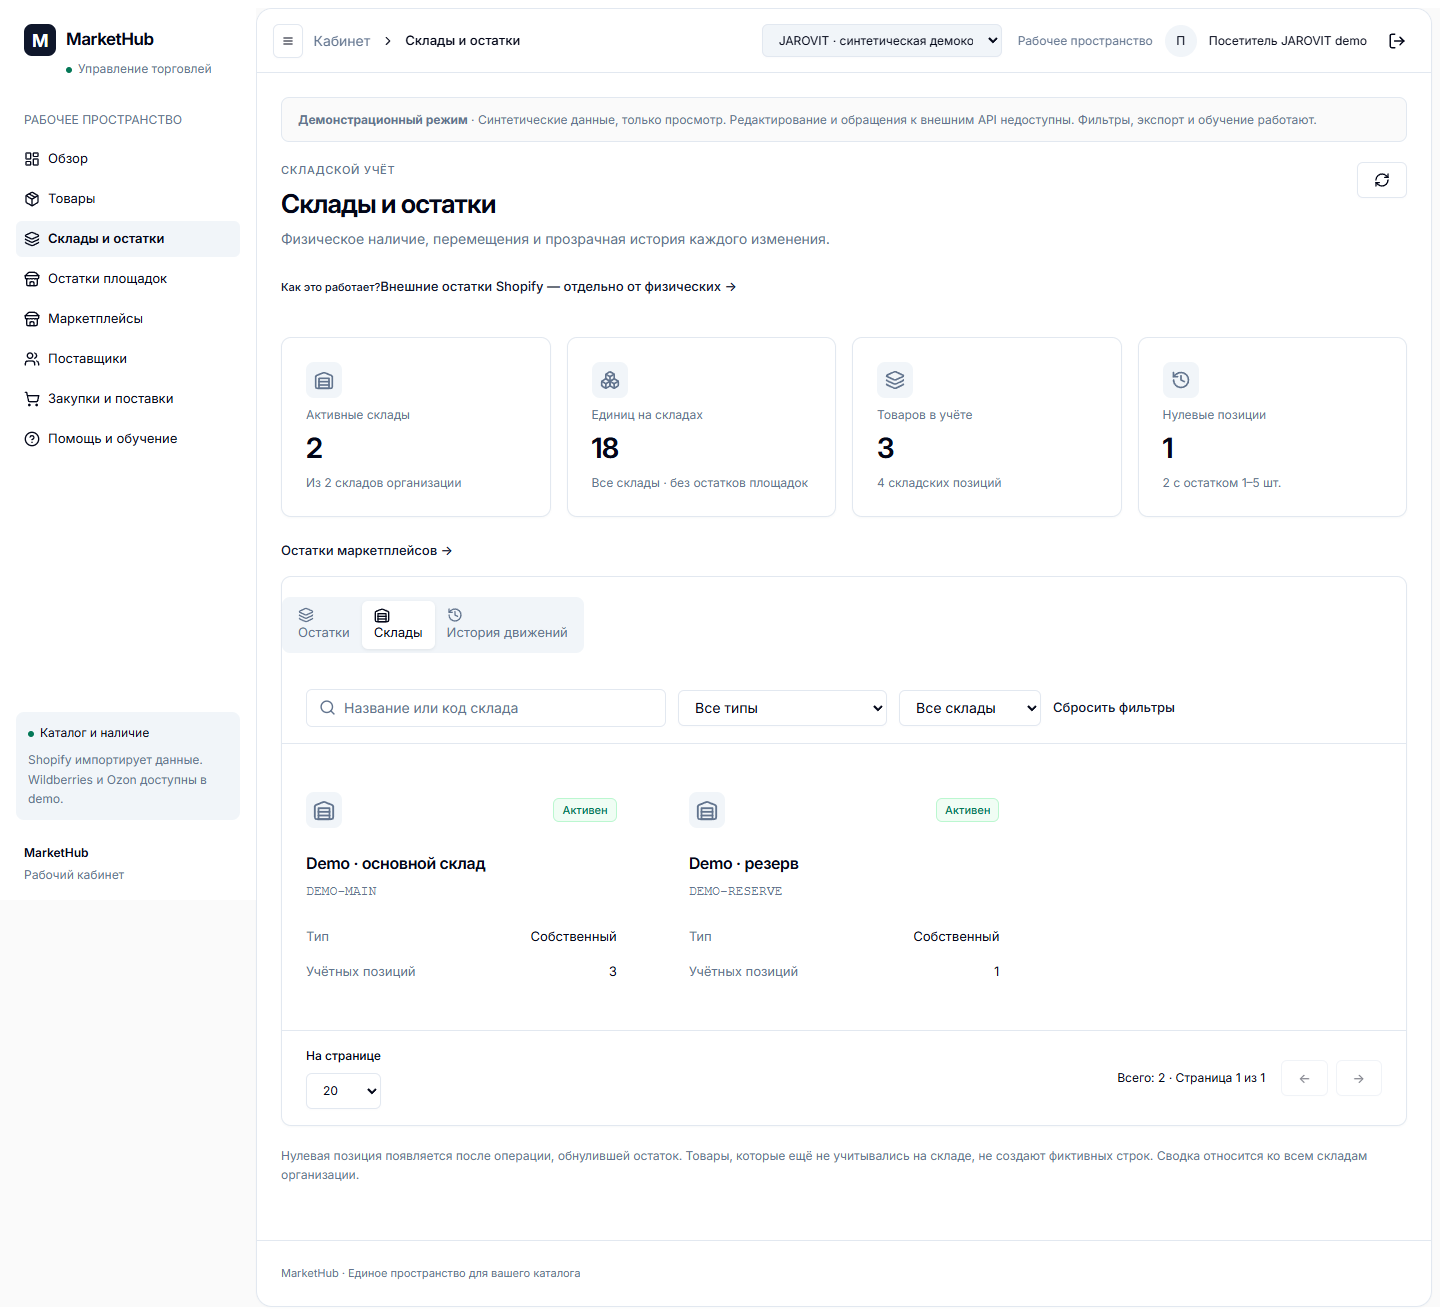 M MarketHub
Управление торговлей
РАБОЧЕЕ ПРОСТРАНСТВО
Обзор
Товары
Склады и остатки
Остатки площадок
Маркетплейсы
Поставщики
Закупки и поставки
Помощь и обучение
Каталог и наличие
Shopify импортирует данные.
Wildberries и Ozon доступны в
demo.
MarketHub
Рабочий кабинет
Кабинет > Склады и остатки
JAROVIT · синтетическая демоко
Рабочее пространство
П
Посетитель JAROVIT demo
Демонстрационный режим · Синтетические данные, только просмотр. Редактирование и обращения к внешним API недоступны. Фильтры, экспорт и обучение работают.
СКЛАДСКОЙ УЧЁТ
Склады и остатки
Физическое наличие, перемещения и прозрачная история каждого изменения.
Как это работает?Внешние остатки Shopify — отдельно от физических →
Активные склады
2
Из 2 складов организации
Единиц на складах
18
Все склады · без остатков площадок
Товаров в учёте
3
4 складских позиций
Нулевые позиции
1
2 с остатком 1–5 шт.
Остатки маркетплейсов →
Остатки
Склады
История движений
Название или код склада
Все типы
Все склады
Сбросить фильтры
Активен
Demo · основной склад
DEMO-MAIN
Тип Собственный
Учётных позиций 3
Активен
Demo · резерв
DEMO-RESERVE
Тип Собственный
Учётных позиций 1
На странице
20
Всего: 2 · Страница 1 из 1
← →
Нулевая позиция появляется после операции, обнулившей остаток. Товары, которые ещё не учитывались на складе, не создают фиктивных строк. Сводка относится ко всем складам
организации.
MarketHub · Единое пространство для вашего каталога